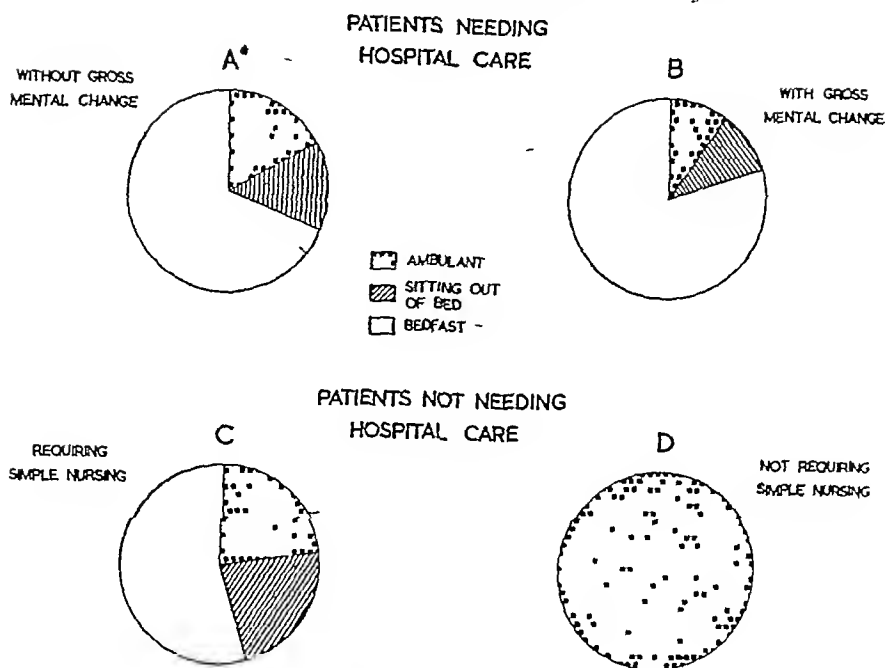 PATIENTS NEEDING
HOSPITAL CARE
A*
WITHOUT GROSS
MENTAL CHANGE
B
WITH GROSS
MENTAL CHANGE
AMBULANT
SITTING OUT
OF BED
BEDFAST -
PATIENTS NOT NEEDING
HOSPITAL CARE
C
REQUIRING
SIMPLE NURSING
D
NOT REQUIRING
SIMPLE NURSING